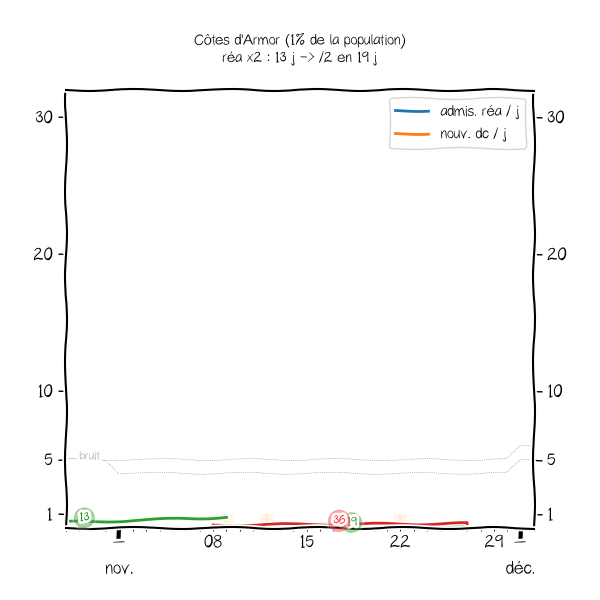 Côtes d'Armor (1% de la population)
réa x2 : 13 j -> /2 en 19 j
admis. réa / j
nouv. dc / j
30 30
20 20
10 10
5 bruit 5
1 13 36 19 1
08 15 22 29
nov. déc.